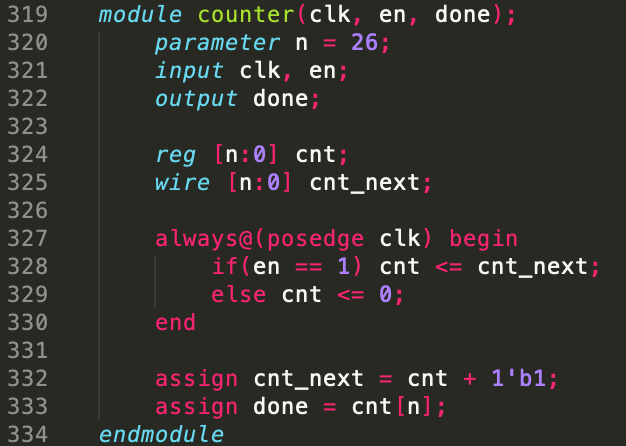 319 module counter(clk, en, done);
320 parameter n = 26;
321 input clk, en;
322 output done;
323
324 reg [n:0] cnt;
325 wire [n:0] cnt_next;
326
327 always@(posedge clk) begin
328 if(en == 1) cnt <= cnt_next;
329 else cnt <= 0;
330 end
331
332 assign cnt_next = cnt + 1'b1;
333 assign done = cnt[n];
334 endmodule